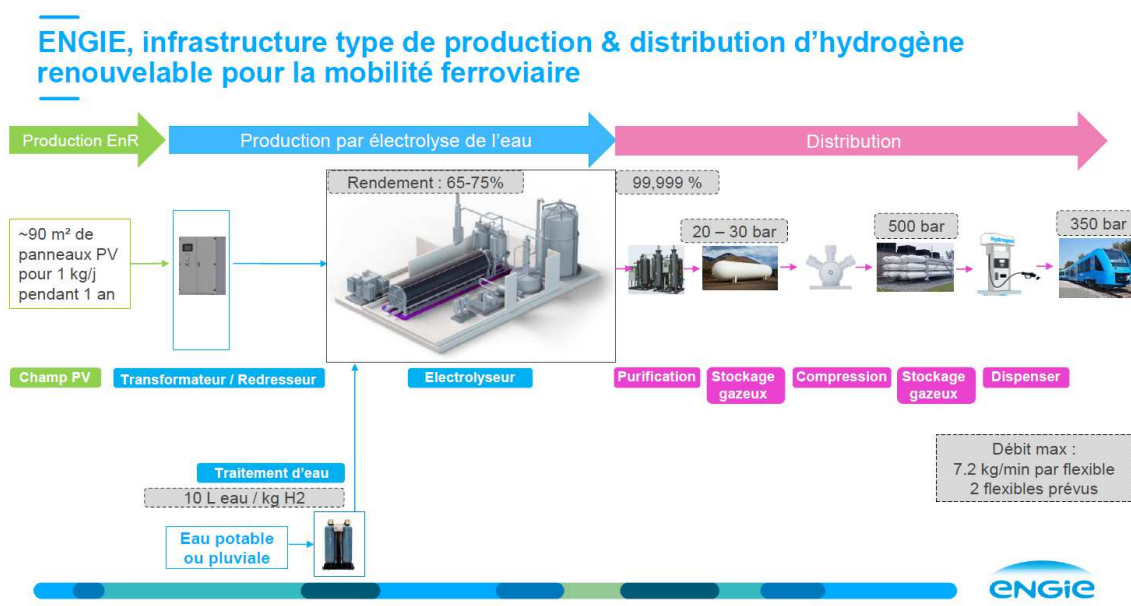 ENGIE, infrastructure type de production & distribution d'hydrogène
renouvelable pour la mobilité ferroviaire
Production EnR
Production par électrolyse de l'eau
Distribution
Rendement : 65-75%
99,999 %
~90 m² de
panneaux PV
pour 1 kg/j
pendant 1 an
20 – 30 bar
500 bar
350 bar
Hydrogen
Champ PV
Transformateur / Redresseur
Electrolyseur
Purification
Stockage
gazeux
Compression
Stockage
gazeux
Dispenser
Débit max :
7.2 kg/min par flexible
2 flexibles prévus
Traitement d'eau
10 L eau / kg H2
Eau potable
ou pluviale
ENGIE